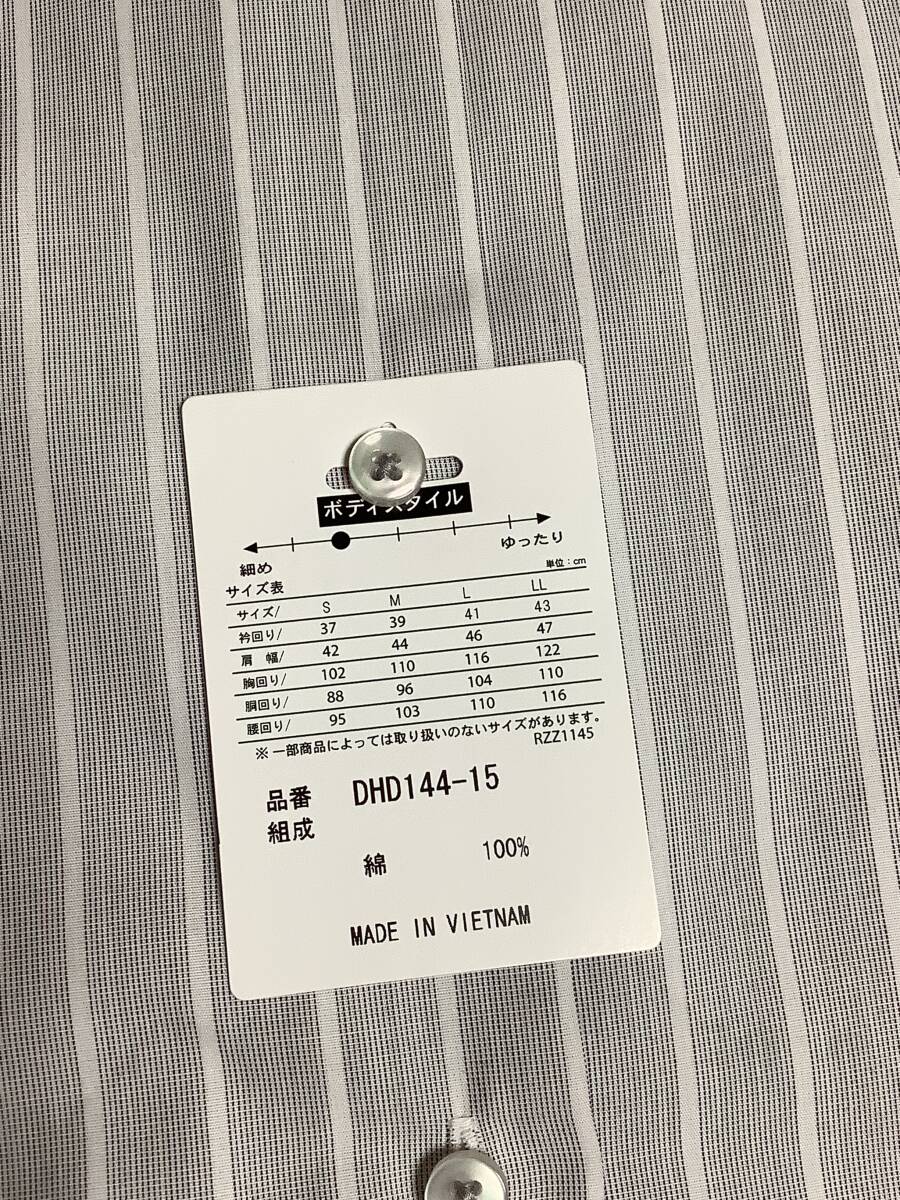 ボディスタイル
細め ゆったり
サイズ表 単位：cm
サイズ/ S M L LL
衿回り/ 37 39 41 43
肩 幅/ 42 44 46 47
胸回り/ 102 110 116 122
胴回り/ 88 96 104 110
腰回り/ 95 103 110 116
※ 一部商品によっては取り扱いのないサイズがあります。
RZZ1145
品番 DHD144-15
組成
綿 100%
MADE IN VIETNAM